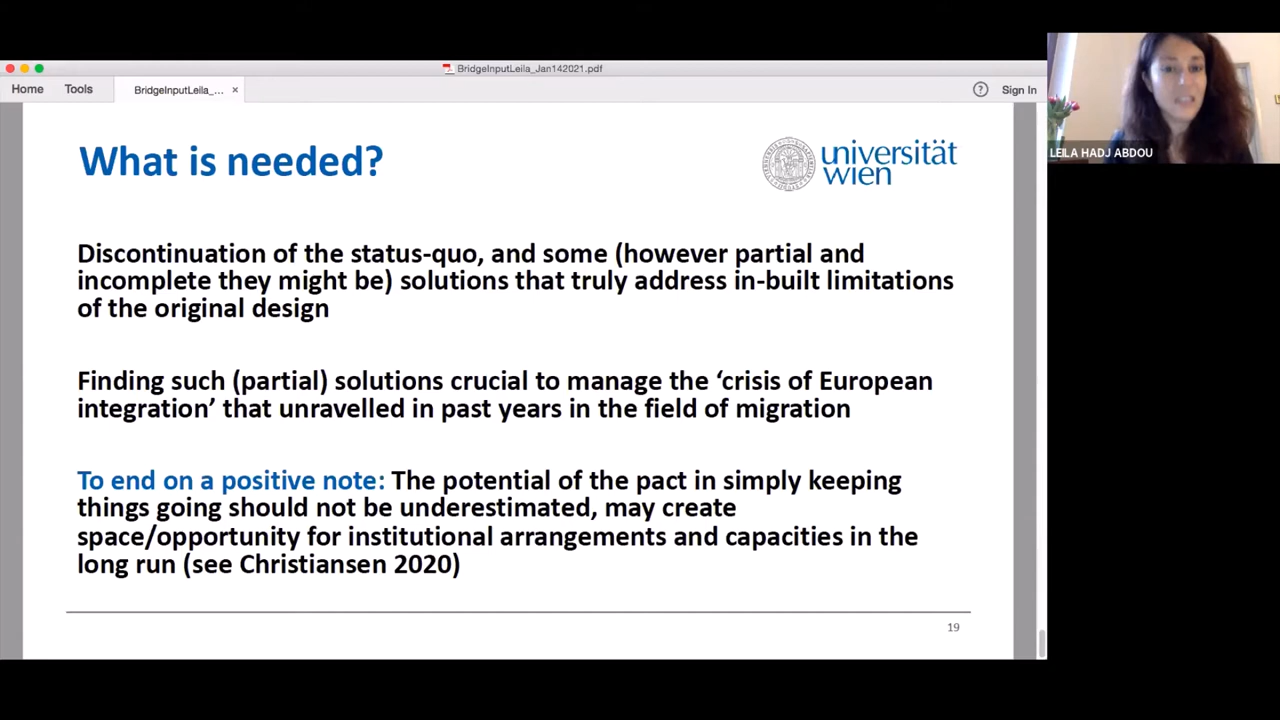 BridgeInputLeila_Jan142021.pdf
Home Tools BridgeInputLeila_... × ? Sign In
What is needed?
universität
wien
LEILA HADJ ABDOU
Discontinuation of the status-quo, and some (however partial and
incomplete they might be) solutions that truly address in-built limitations
of the original design
Finding such (partial) solutions crucial to manage the ‘crisis of European
integration’ that unravelled in past years in the field of migration
To end on a positive note: The potential of the pact in simply keeping
things going should not be underestimated, may create
space/opportunity for institutional arrangements and capacities in the
long run (see Christiansen 2020)
19